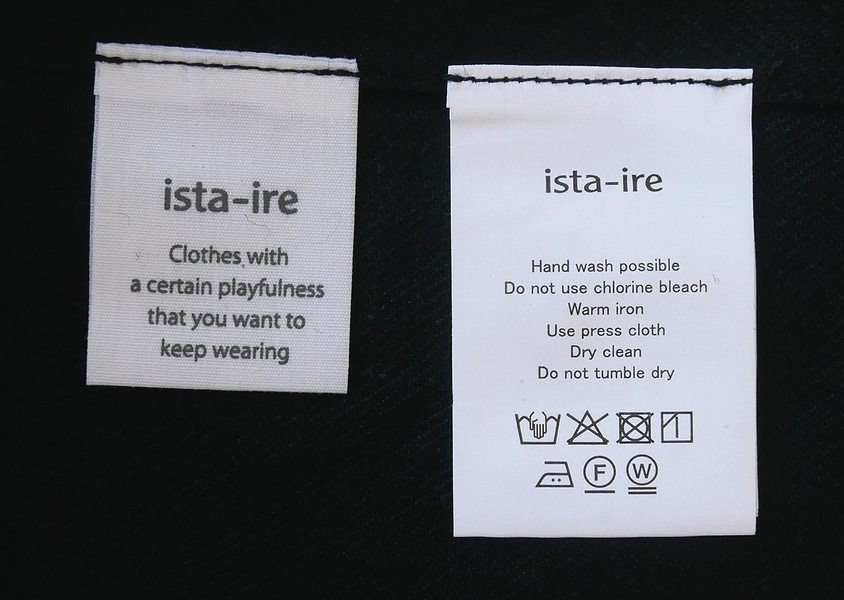 ista-ire
Clothes with
a certain playfulness
that you want to
keep wearing
ista-ire
Hand wash possible
Do not use chlorine bleach
Warm iron
Use press cloth
Dry clean
Do not tumble dry
F W